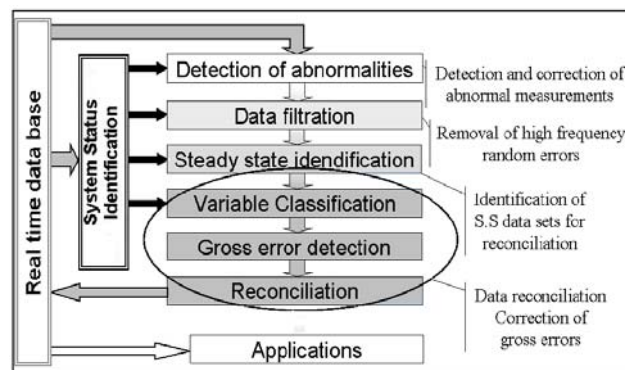 Real time data base
System Status
Identification
Detection of abnormalities
Data filtration
Steady state idendification
Variable Classification
Gross error detection
Reconciliation
Applications
Detection and correction of
abnormal measurements
Removal of high frequency
random errors
Identification of
S.S data sets for
reconciliation
Data reconciliation
Correction of
gross errors